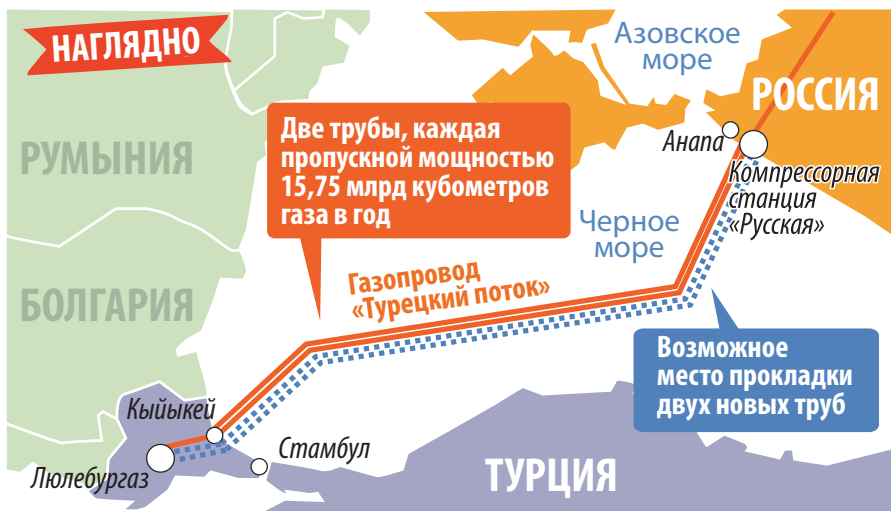 НАГЛЯДНО
Азовское
море
РОССИЯ
Анапа
Компрессорная
станция
«Русская»
Две трубы, каждая
пропускной мощностью
15,75 млрд кубометров
газа в год
РУМЫНИЯ
Черное
море
БОЛГАРИЯ
Газопровод
«Турецкий поток»
Возможное
место прокладки
двух новых труб
Кыйыкей
Стамбул
Люлебургаз
ТУРЦИЯ